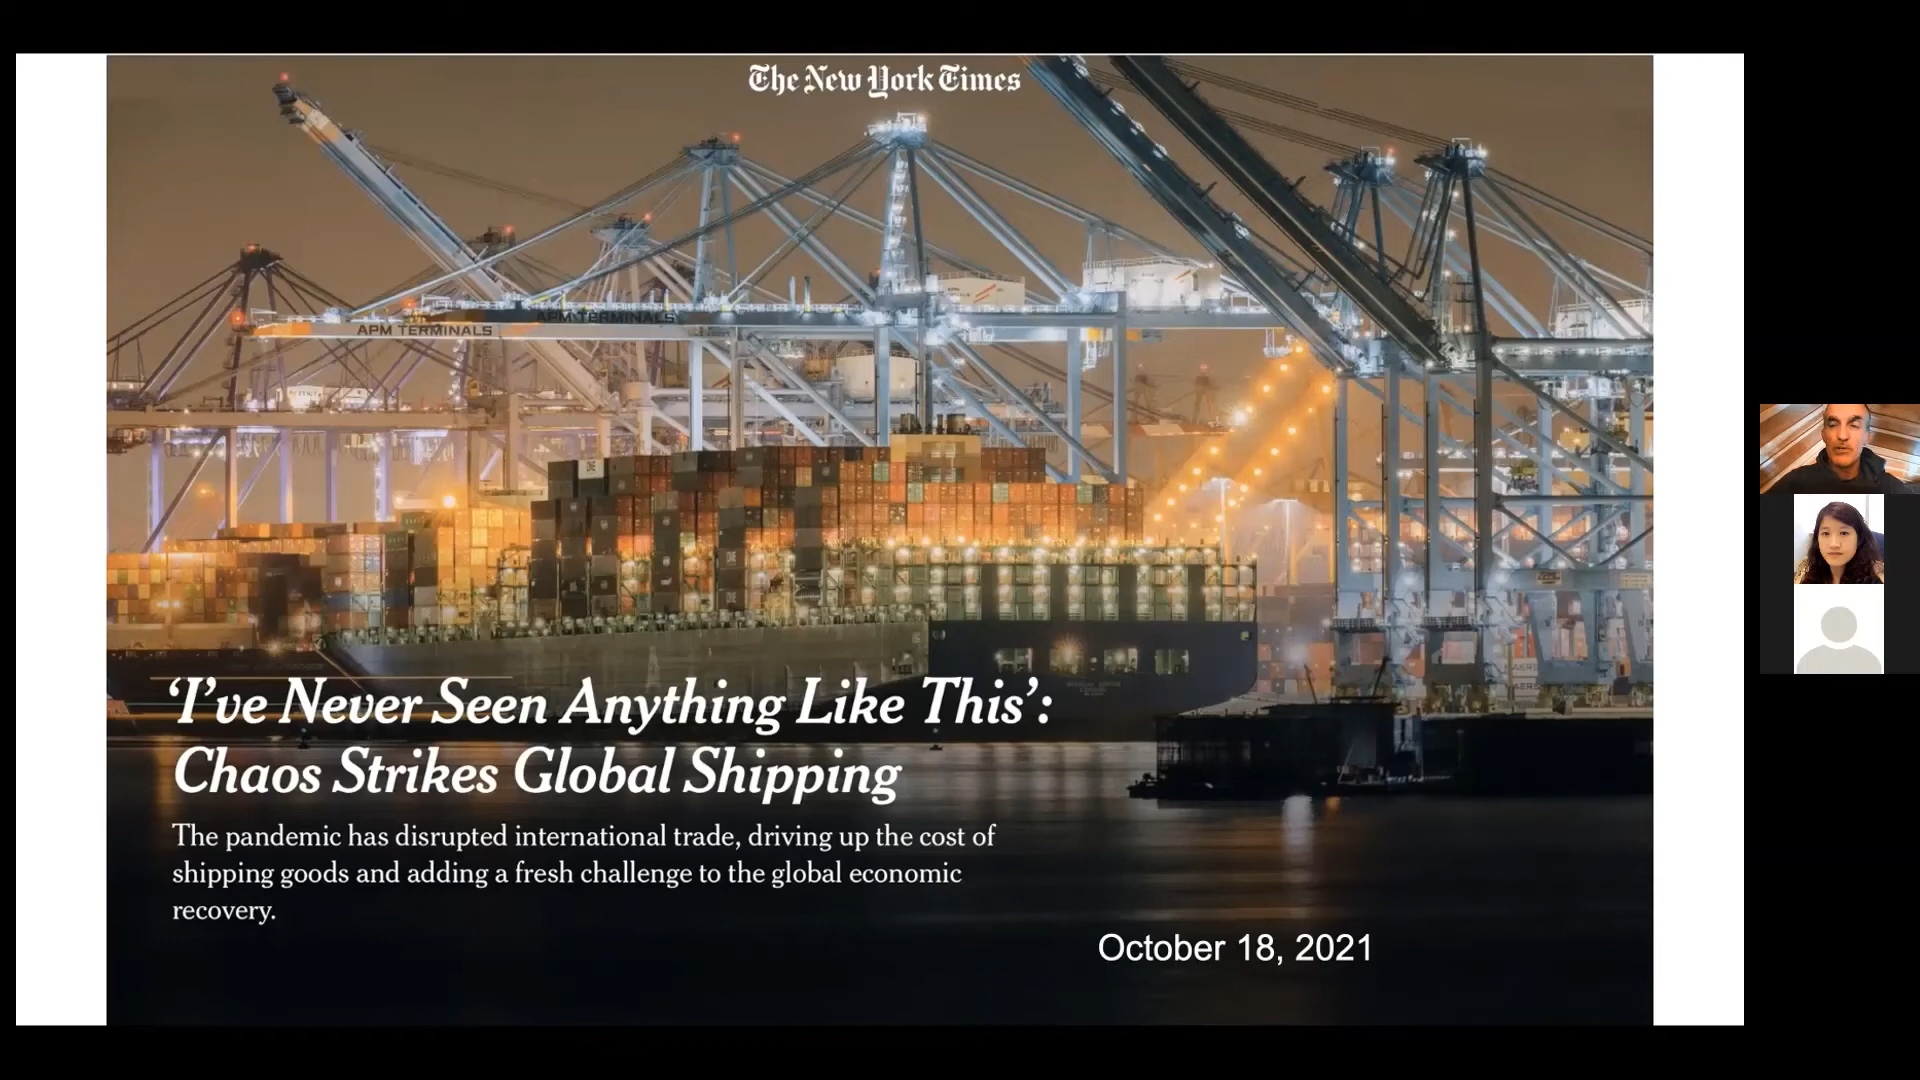 The New York Times
APM TERMINALS
APM TERMINALS
‘I’ve Never Seen Anything Like This’:
Chaos Strikes Global Shipping
The pandemic has disrupted international trade, driving up the cost of
shipping goods and adding a fresh challenge to the global economic
recovery.
October 18, 2021